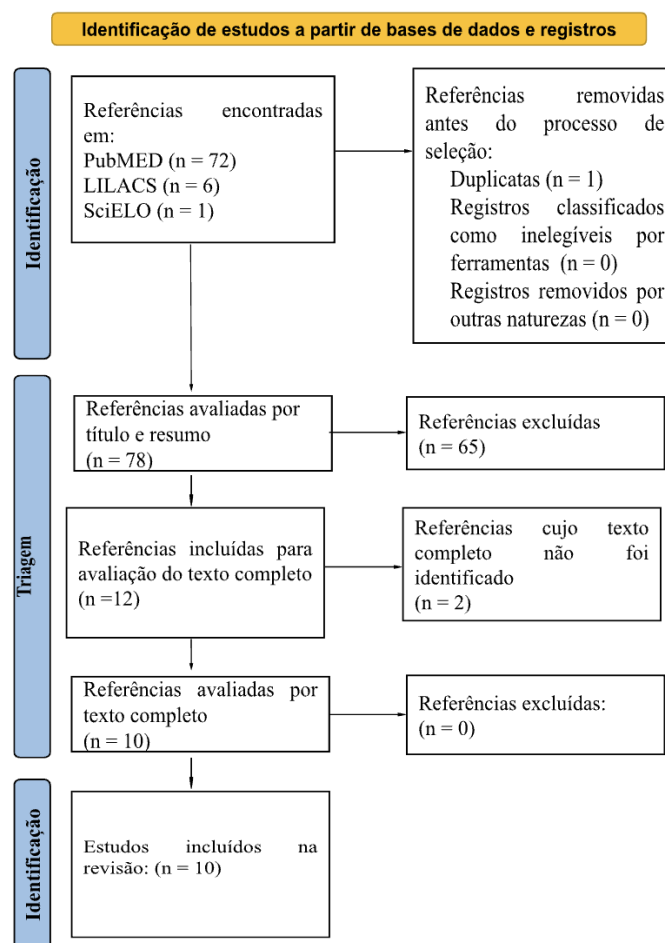 Identificação de estudos a partir de bases de dados e registros
Identificação
Referências encontradas
em:
PubMED (n = 72)
LILACS (n = 6)
SciELO (n = 1)
Referências removidas
antes do processo de
seleção:
Duplicatas (n = 1)
Registros classificados
como inelegíveis por
ferramentas (n = 0)
Registros removidos por
outras naturezas (n = 0)
Triagem
Referências avaliadas por
título e resumo
(n = 78)
Referências excluídas
(n = 65)
Referências incluídas para
avaliação do texto completo
(n =12)
Referências cujo texto
completo não foi
identificado
(n = 2)
Referências avaliadas por
texto completo
(n = 10)
Referências excluídas:
(n = 0)
Identificação
Estudos incluídos na
revisão: (n = 10)